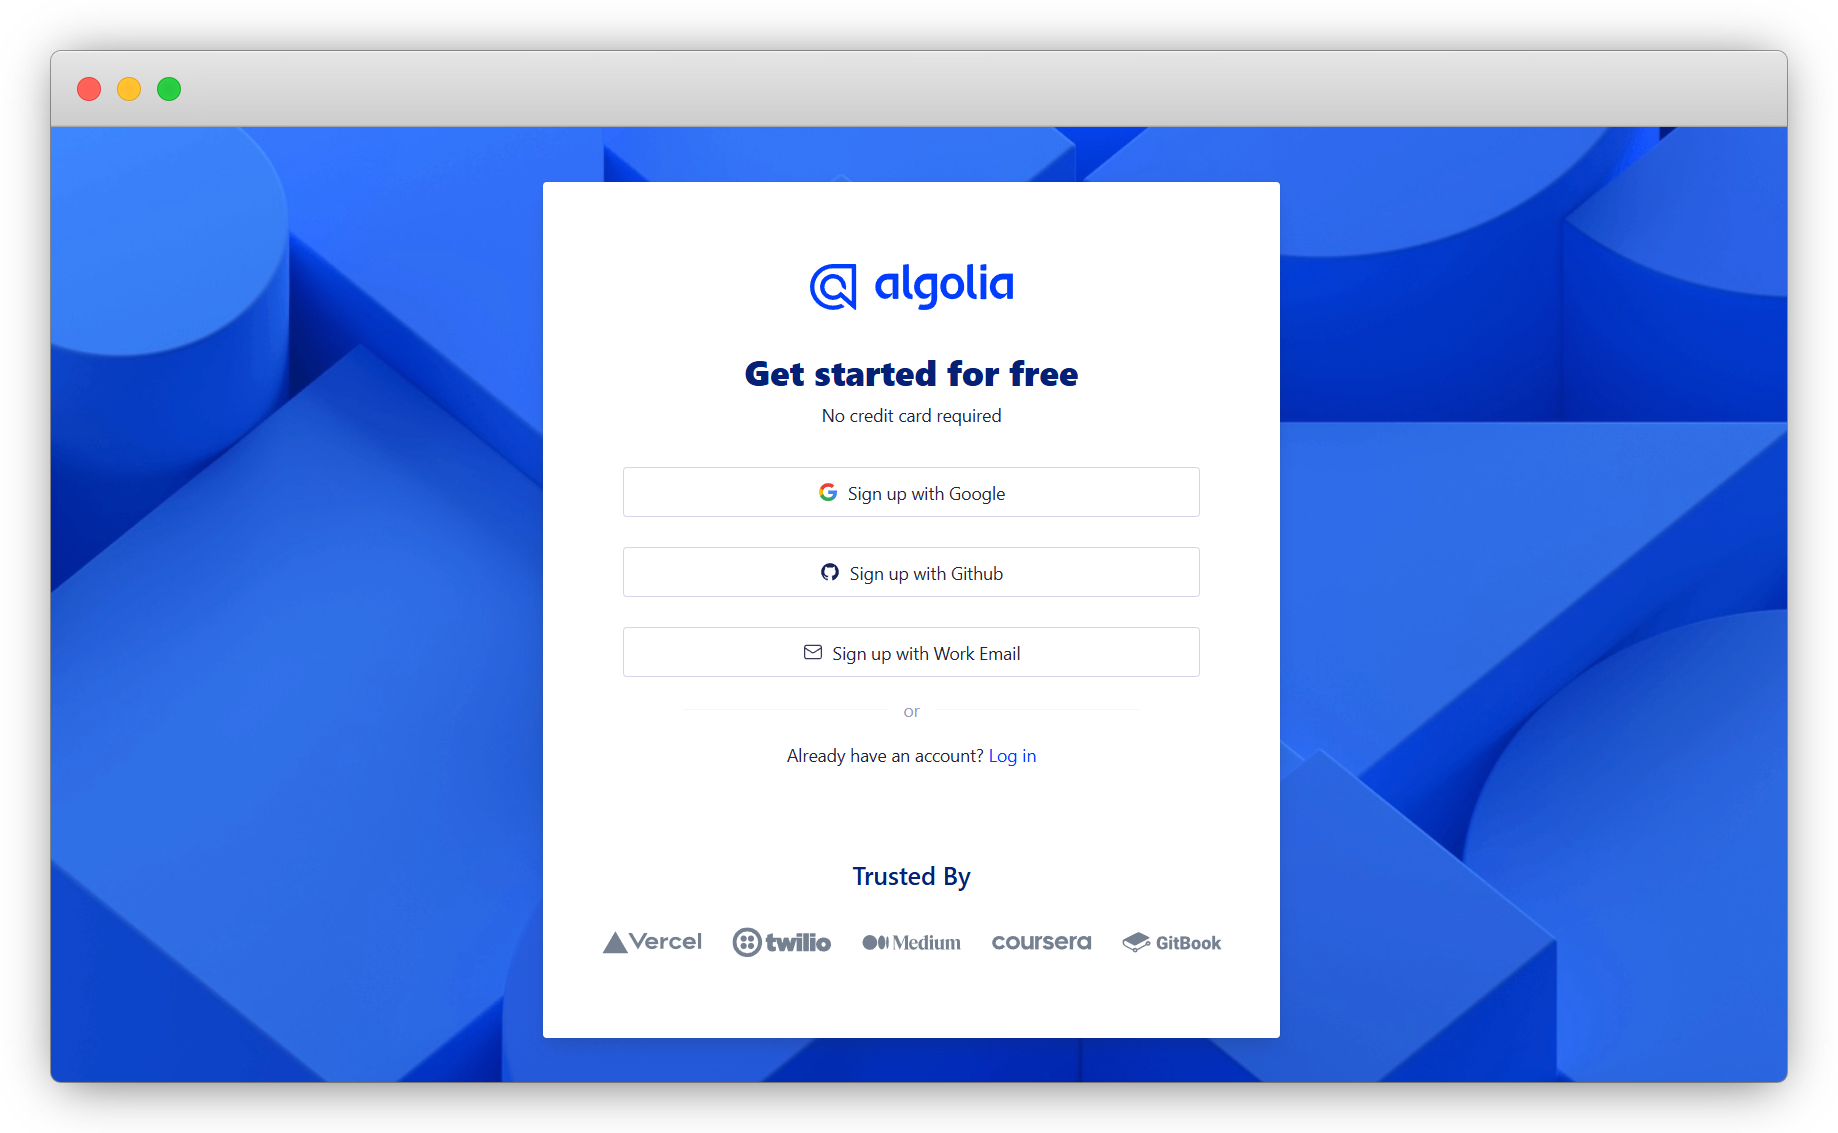 algolia
Get started for free
No credit card required
Sign up with Google
Sign up with Github
Sign up with Work Email
or
Already have an account? Log in
Trusted By
Vercel twilio Medium coursera GitBook